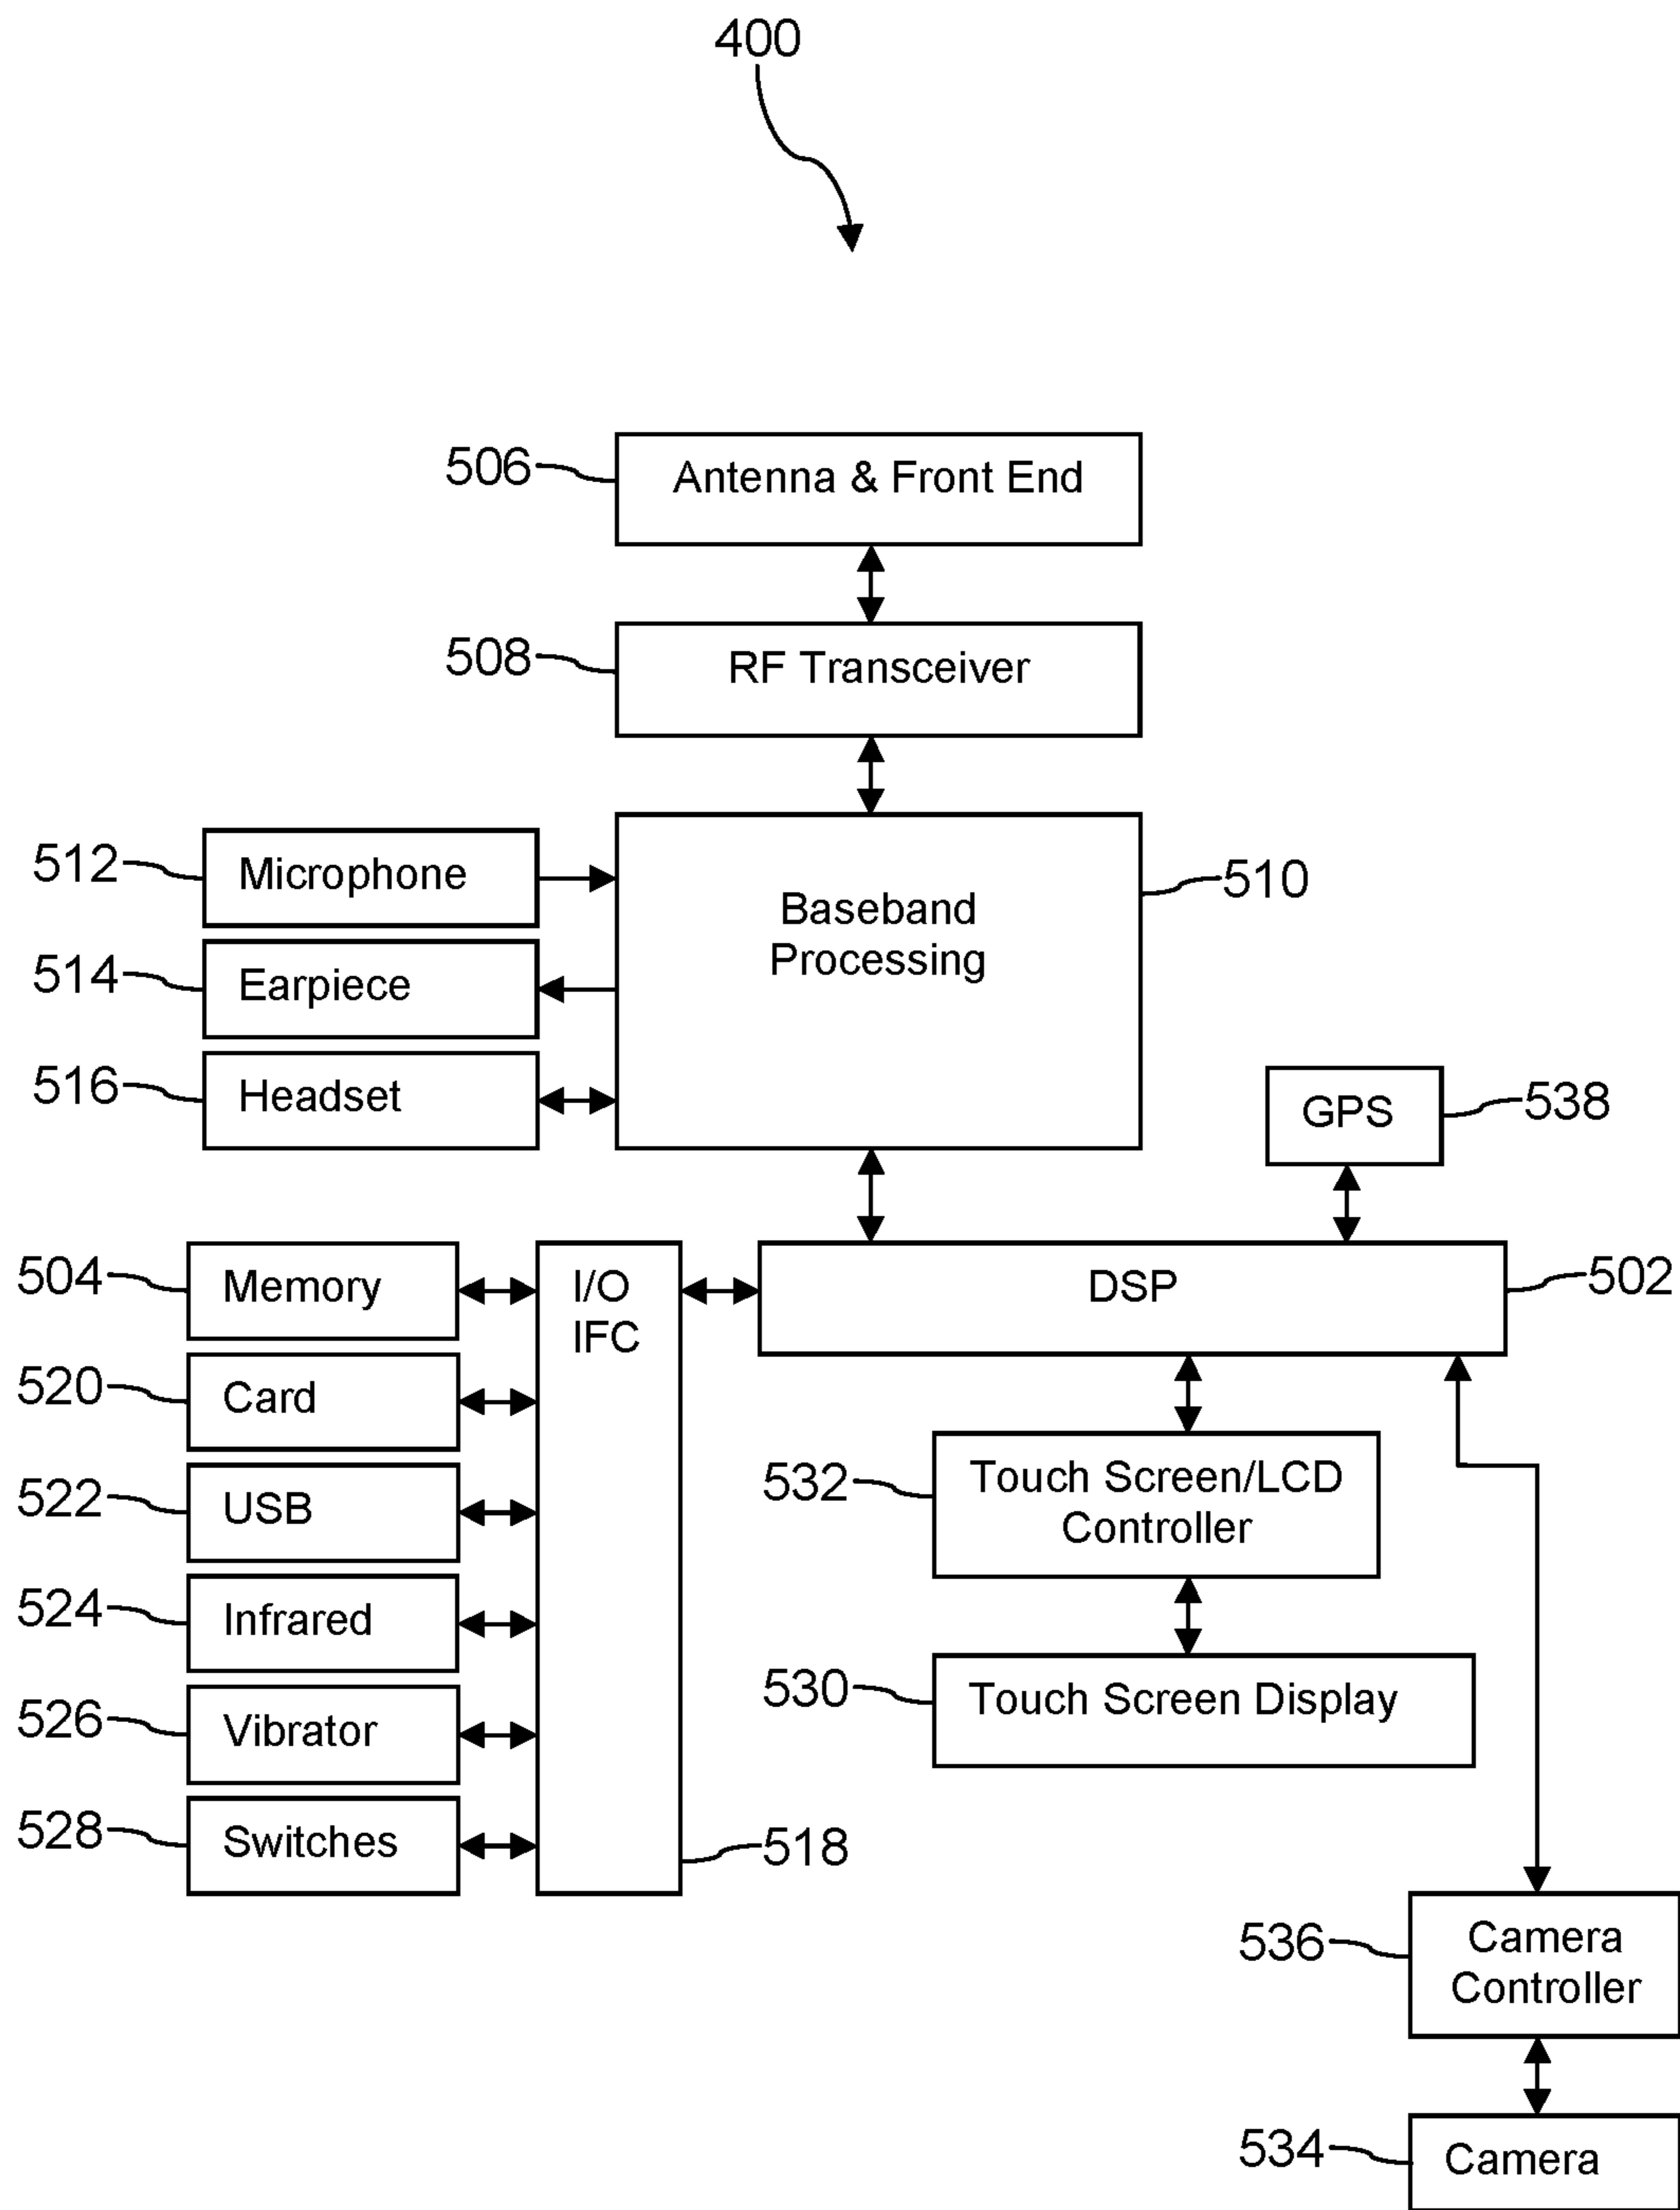 400
506
Antenna & Front End
508
RF Transceiver
512
Microphone
Baseband
Processing
510
514
Earpiece
516
Headset
GPS
538
504
Memory
I/O
IFC
DSP
502
520
Card
522
USB
532
Touch Screen/LCD
Controller
524
Infrared
530
Touch Screen Display
526
Vibrator
528
Switches
518
536
Camera
Controller
534
Camera